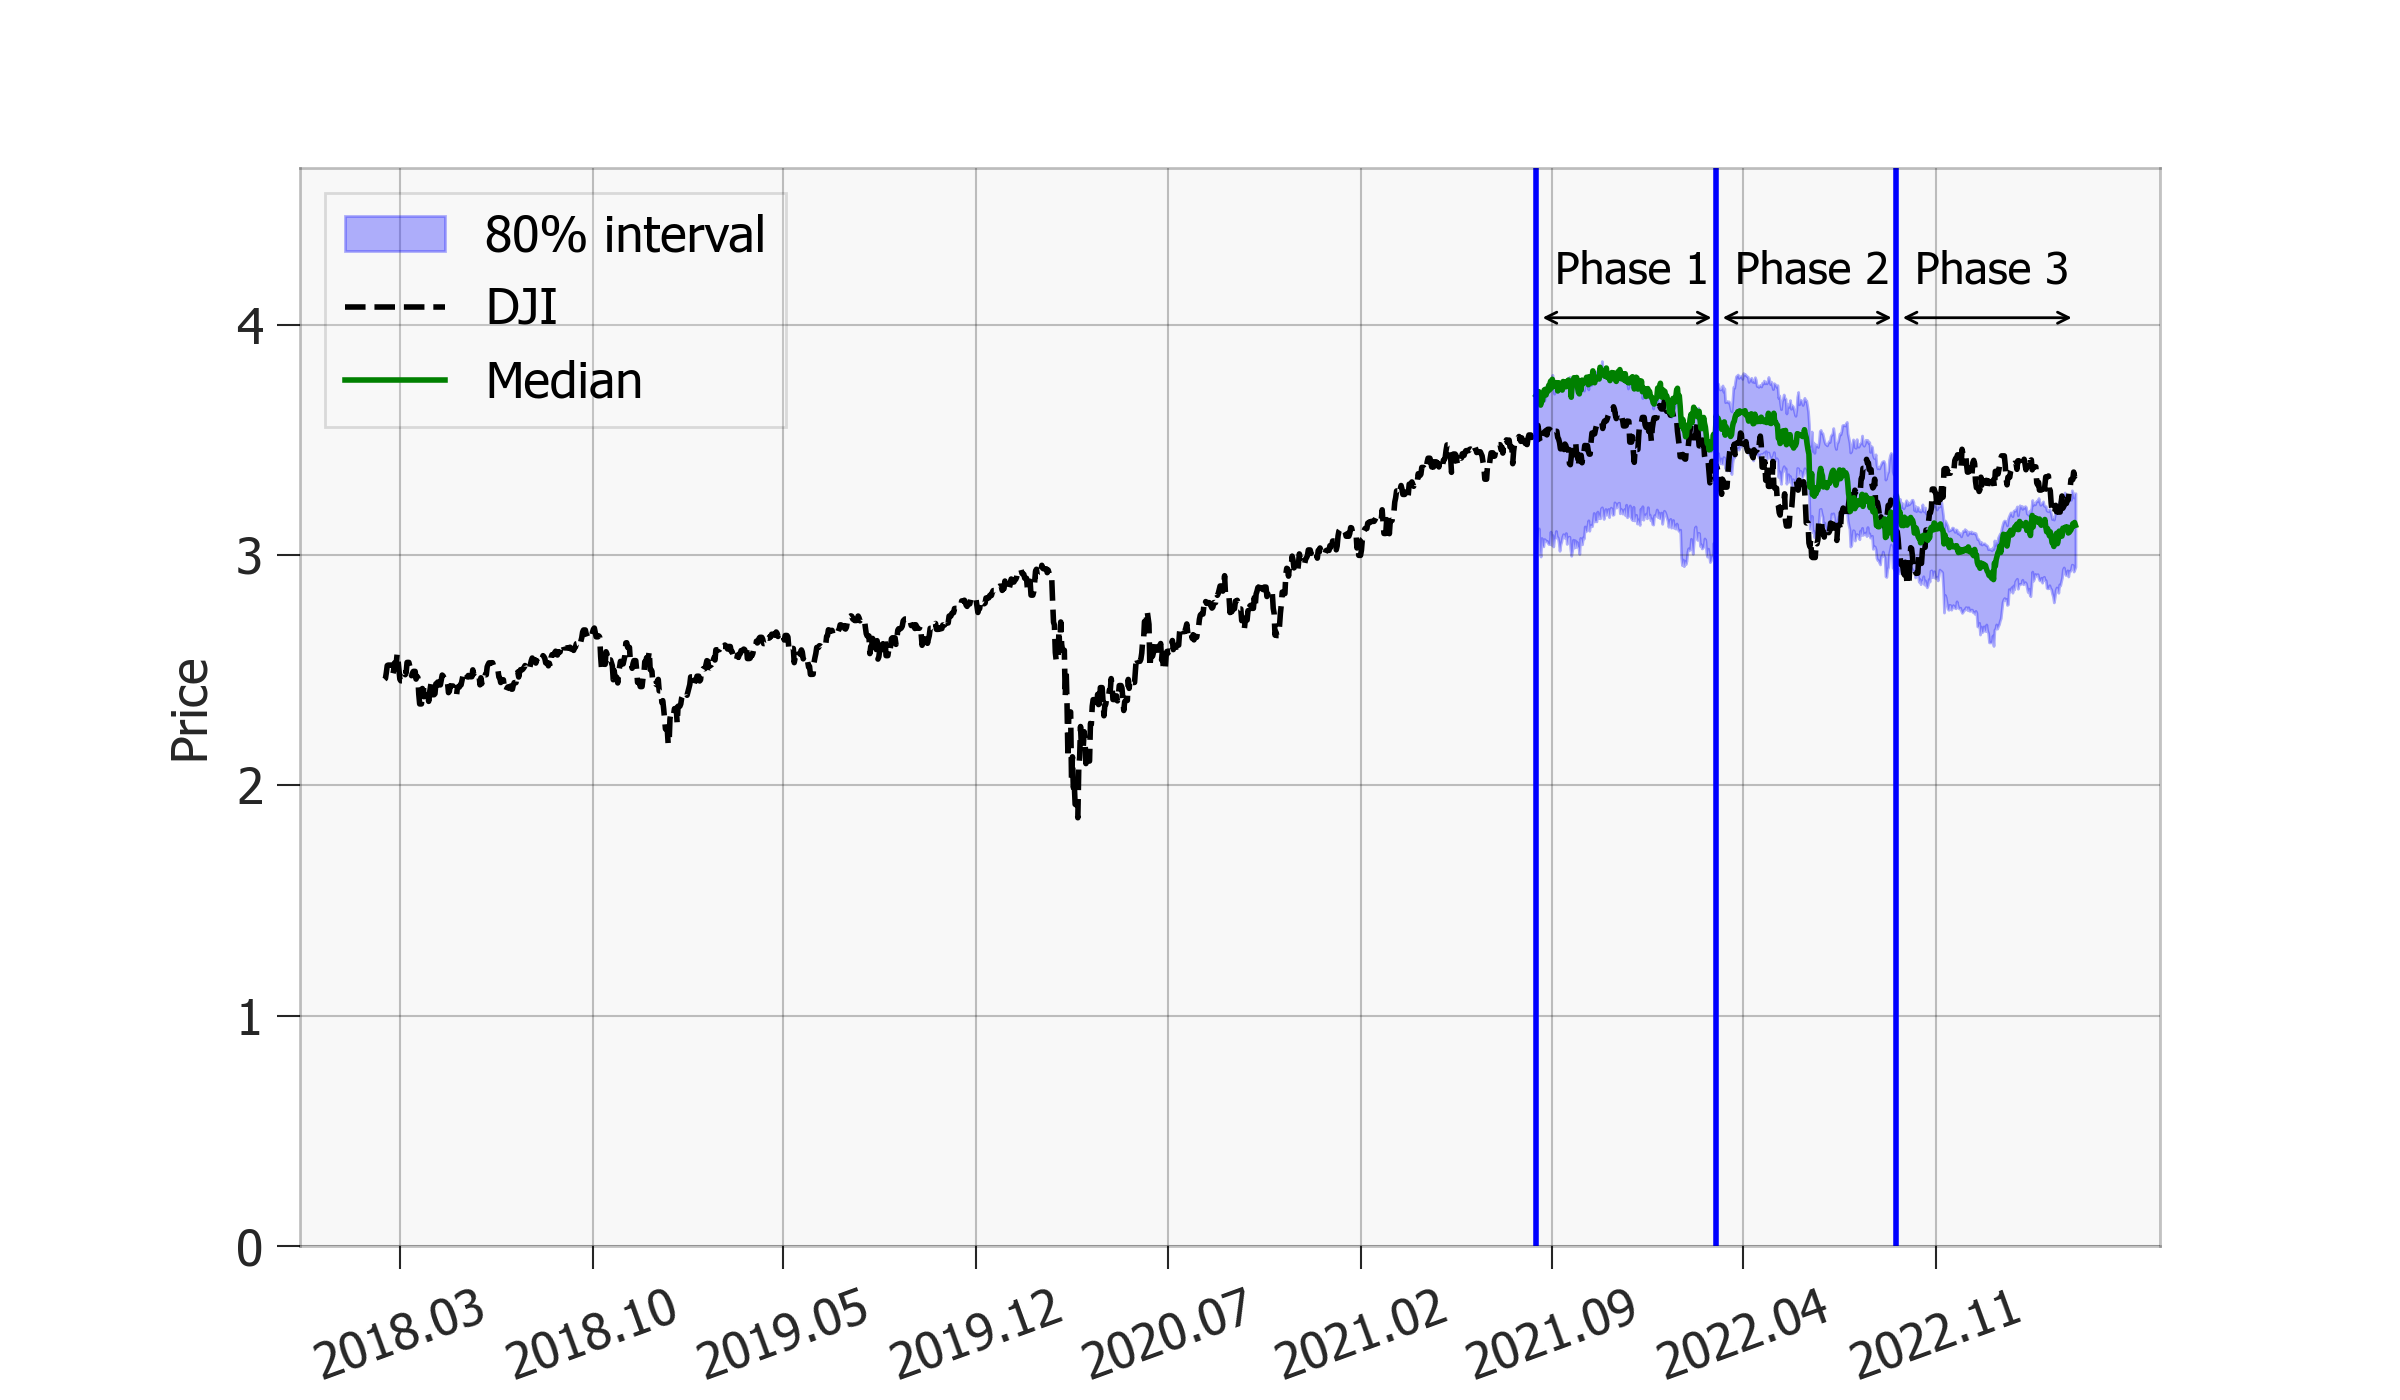 80% interval
DJI
Median
Phase 1
Phase 2
Phase 3
Price
4
3
2
1
0
2018.03
2018.10
2019.05
2019.12
2020.07
2021.02
2021.09
2022.04
2022.11